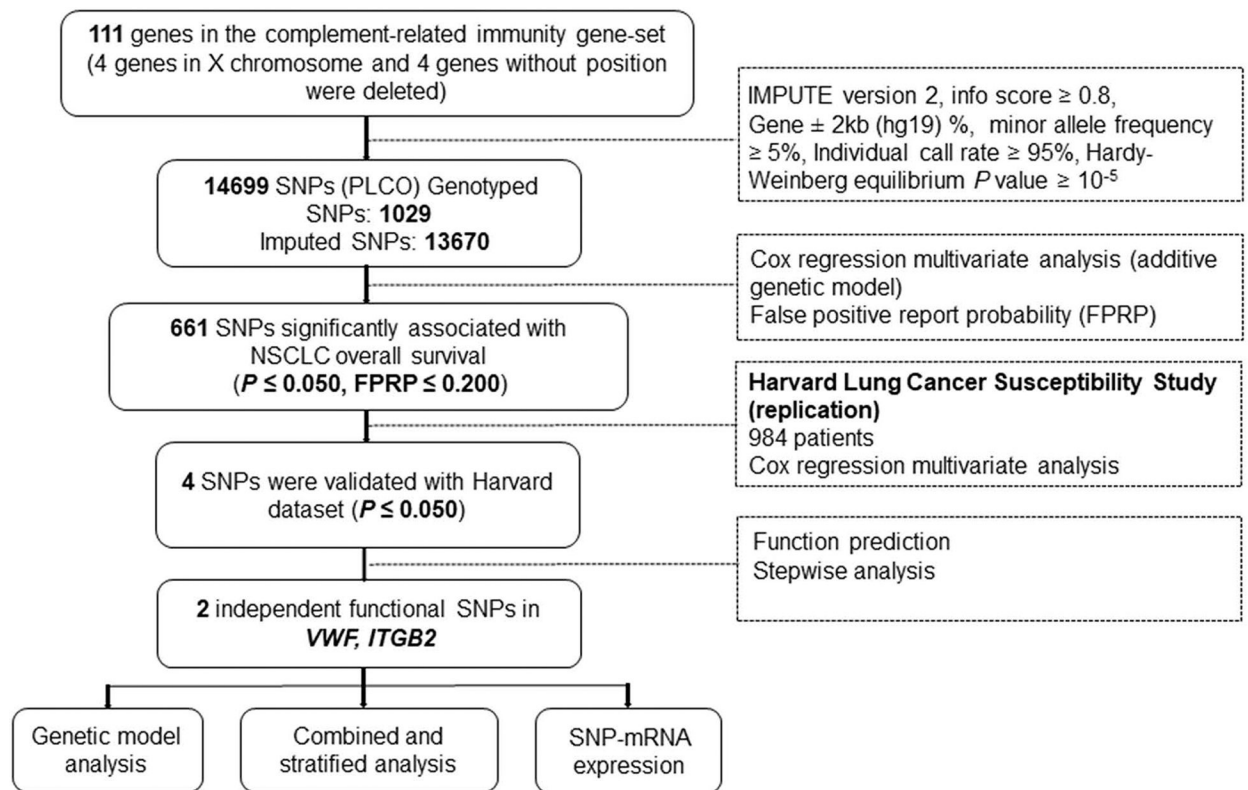 111 genes in the complement-related immunity gene-set
(4 genes in X chromosome and 4 genes without position
were deleted)
IMPUTE version 2, info score ≥ 0.8,
Gene ± 2kb (hg19) %, minor allele frequency
≥ 5%, Individual call rate ≥ 95%, Hardy-
Weinberg equilibrium P value ≥ 10⁻⁵
14699 SNPs (PLCO) Genotyped
SNPs: 1029
Imputed SNPs: 13670
Cox regression multivariate analysis (additive
genetic model)
False positive report probability (FPRP)
661 SNPs significantly associated with
NSCLC overall survival
(P ≤ 0.050, FPRP ≤ 0.200)
Harvard Lung Cancer Susceptibility Study
(replication)
984 patients
Cox regression multivariate analysis
4 SNPs were validated with Harvard
dataset (P ≤ 0.050)
Function prediction
Stepwise analysis
2 independent functional SNPs in
VWF, ITGB2
Genetic model
analysis
Combined and
stratified analysis
SNP-mRNA
expression